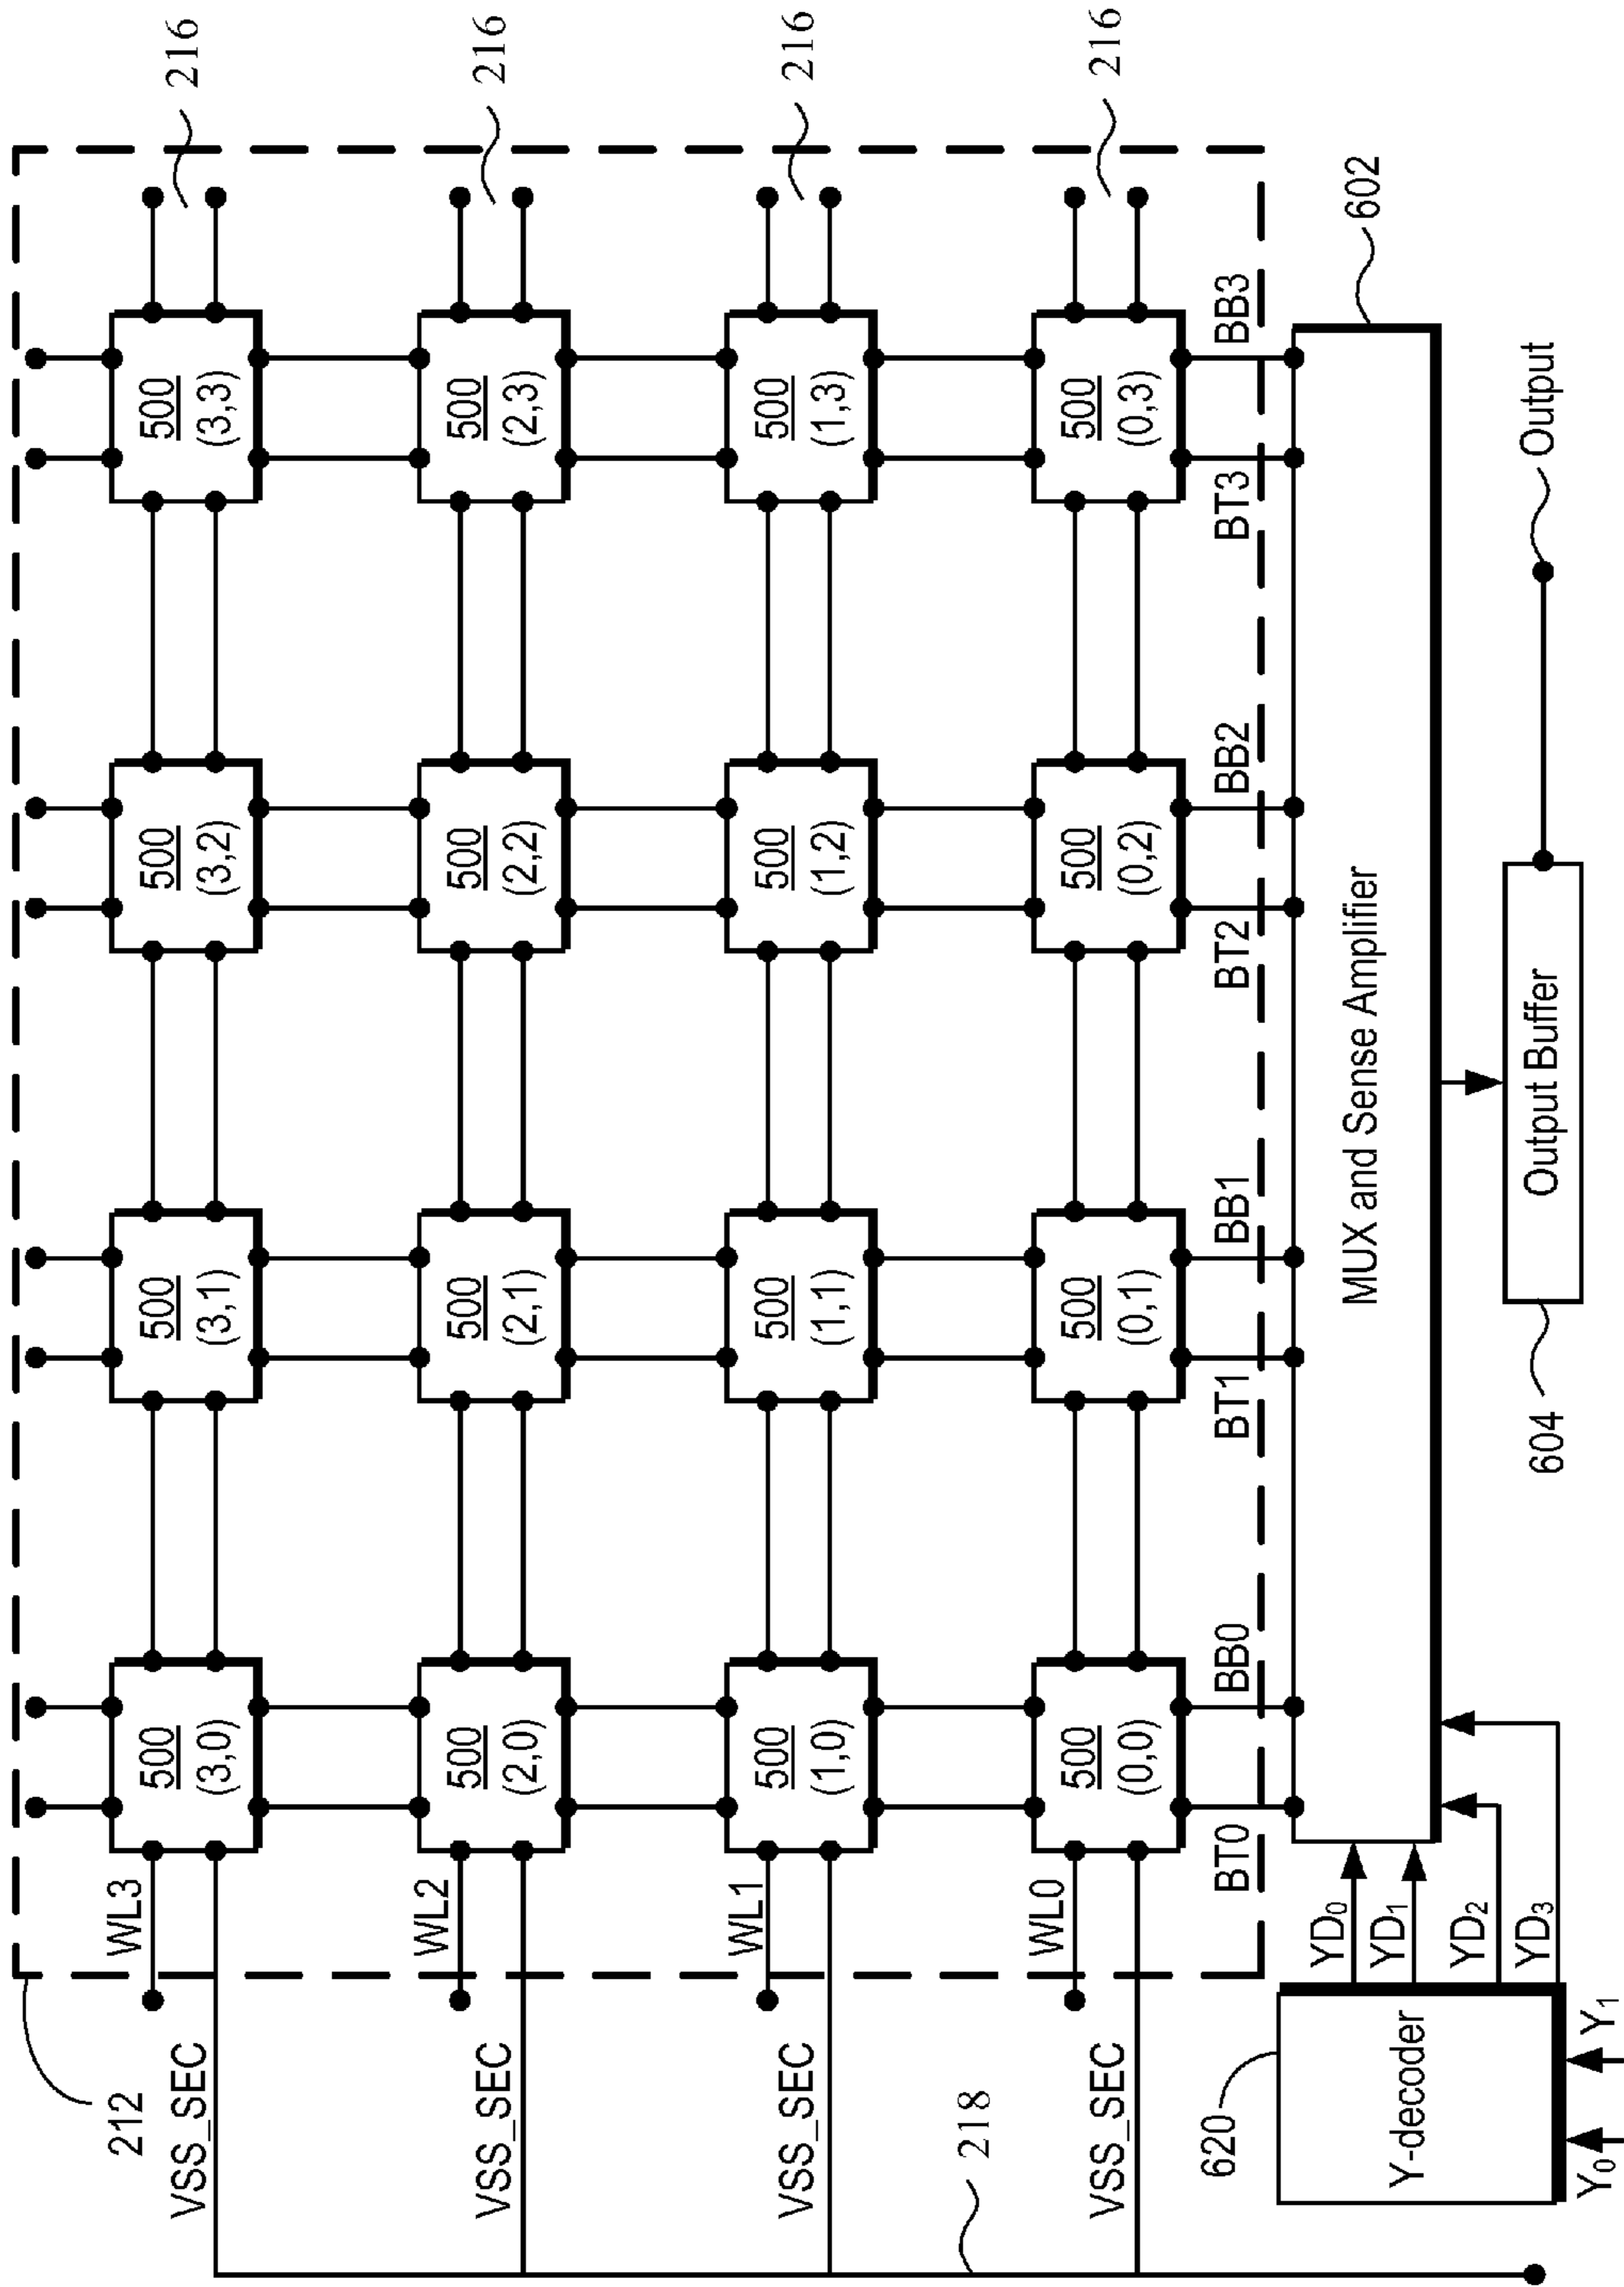 212
WL3
VSS_SEC
500
(3,0)
500
(3,1)
500
(3,2)
500
(3,3)
216
WL2
VSS_SEC
500
(2,0)
500
(2,1)
500
(2,2)
500
(2,3)
216
WL1
VSS_SEC
500
(1,0)
500
(1,1)
500
(1,2)
500
(1,3)
216
218
WL0
VSS_SEC
500
(0,0)
500
(0,1)
500
(0,2)
500
(0,3)
216
BT0
BB0
BT1
BB1
BT2
BB2
BT3
BB3
620
Y-decoder
YD₀
YD₁
YD₂
YD₃
MUX and Sense Amplifier
602
Y₀
Y₁
604
Output Buffer
Output